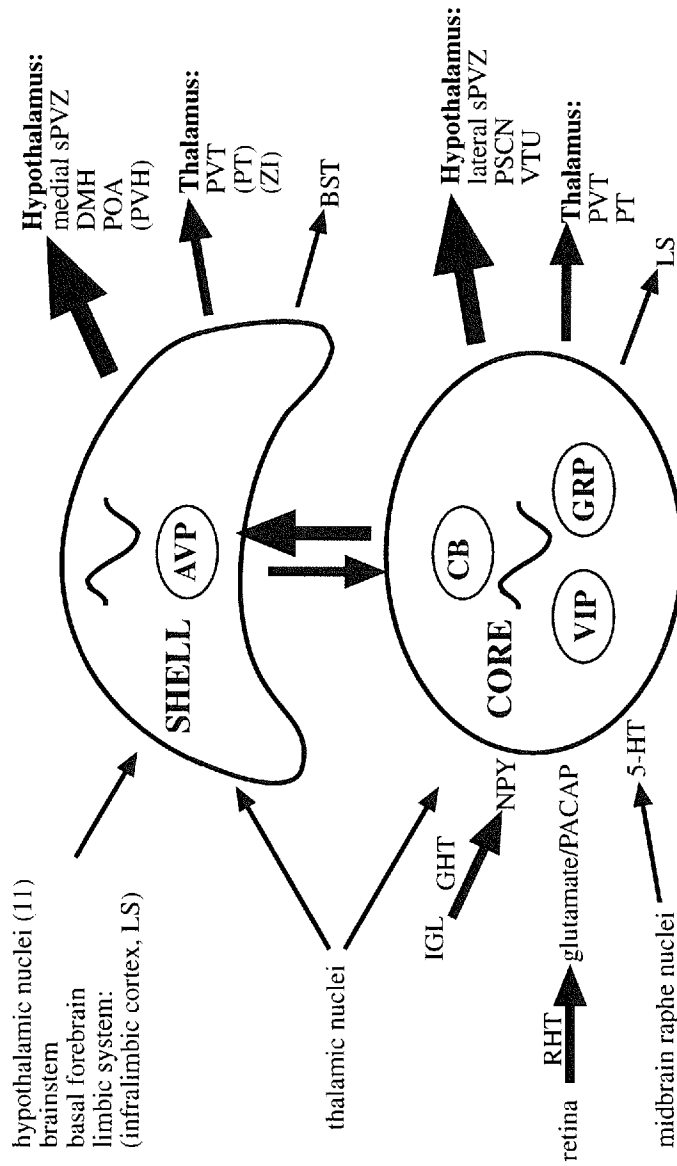 hypothalamic nuclei (11)
brainstem
basal forebrain
limbic system:
(infralimbic cortex, LS)
thalamic nuclei
IGL
GHT
NPY
retina
RHT
glutamate/PACAP
midbrain raphe nuclei
5-HT
SHELL
AVP
CORE
CB
VIP
GRP
Hypothalamus:
medial sPVZ
DMH
POA
(PVH)
Thalamus:
PVT
(PT)
(ZI)
BST
Hypothalamus:
lateral sPVZ
PSCN
VTU
Thalamus:
PVT
PT
LS